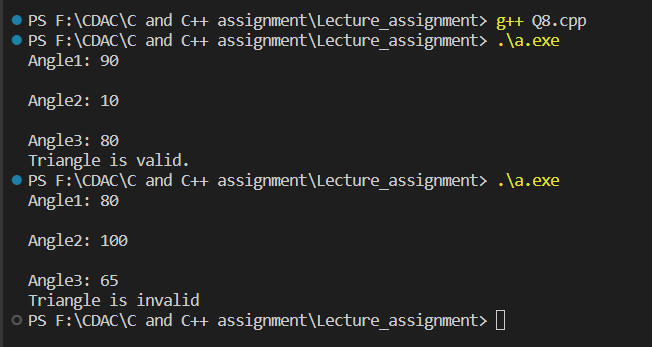 PS F:\CDAC\C and C++ assignment\Lecture_assignment> g++ Q8.cpp
PS F:\CDAC\C and C++ assignment\Lecture_assignment> .\a.exe
Angle1: 90
Angle2: 10
Angle3: 80
Triangle is valid.
PS F:\CDAC\C and C++ assignment\Lecture_assignment> .\a.exe
Angle1: 80
Angle2: 100
Angle3: 65
Triangle is invalid
PS F:\CDAC\C and C++ assignment\Lecture_assignment>